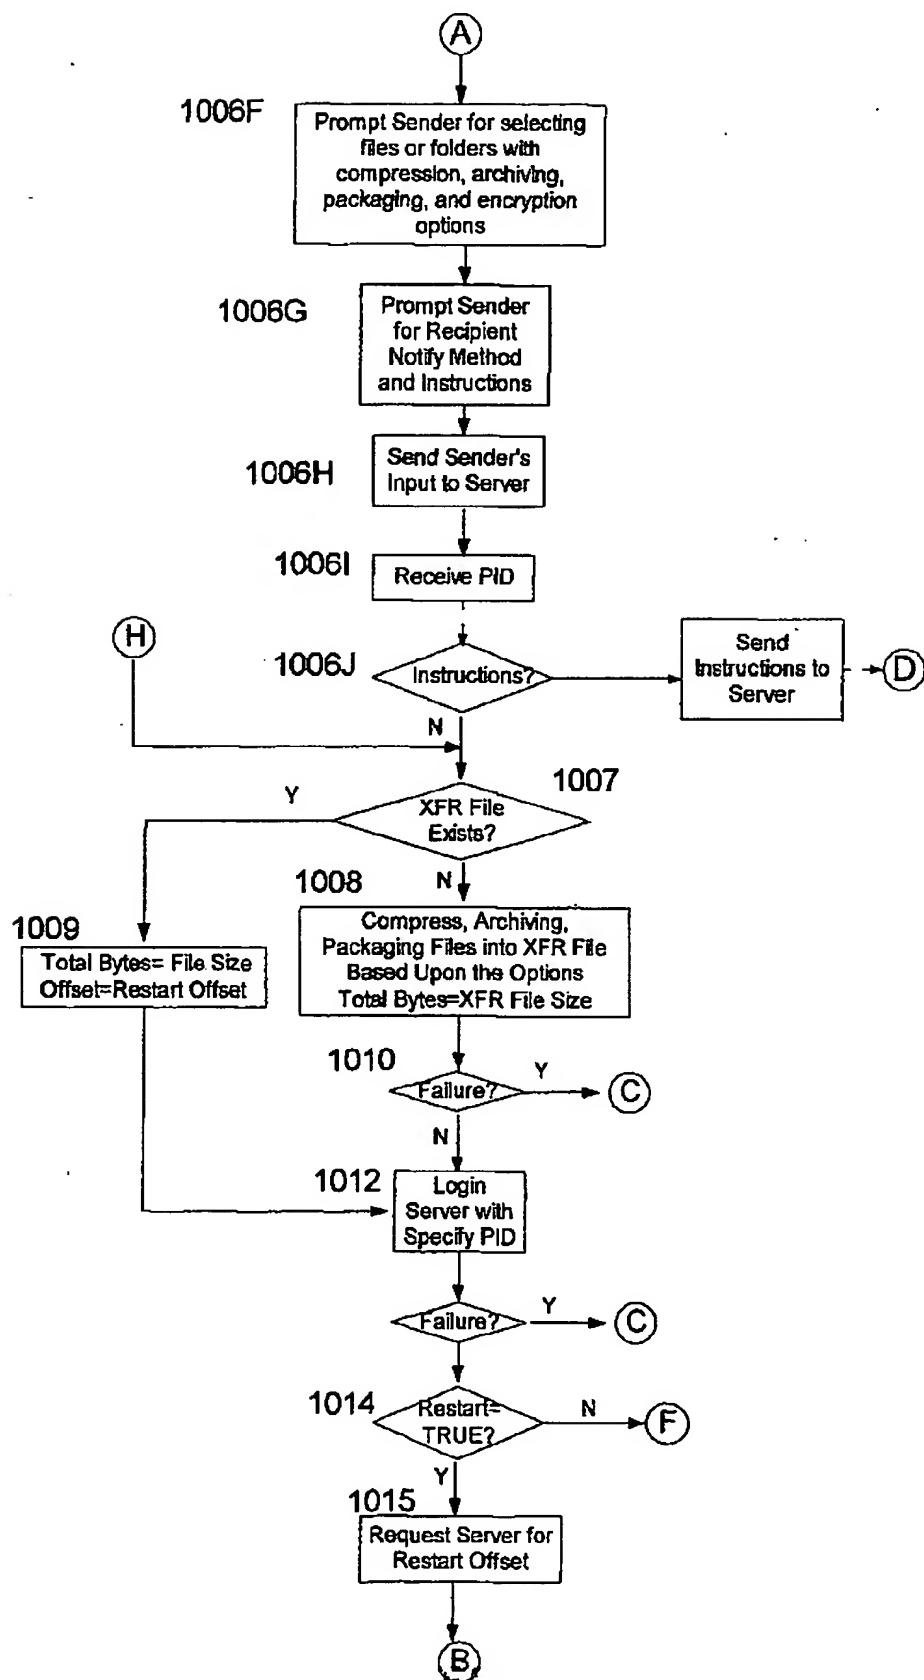 A
1006F
Prompt Sender for selecting
files or folders with
compression, archiving,
packaging, and encryption
options
1006G
Prompt Sender
for Recipient
Notify Method
and Instructions
1006H
Send Sender's
Input to Server
1006I
Receive PID
H
1006J
Instructions?
Send
Instructions to
Server
D
N
1007
Y
XFR File
Exists?
N
1008
1009
Total Bytes= File Size
Offset=Restart Offset
Compress, Archiving,
Packaging Files into XFR File
Based Upon the Options
Total Bytes=XFR File Size
1010
Failure?
Y
C
N
1012
Login
Server with
Specify PID
Failure?
Y
C
1014
Restart=
TRUE?
N
F
Y
1015
Request Server for
Restart Offset
B